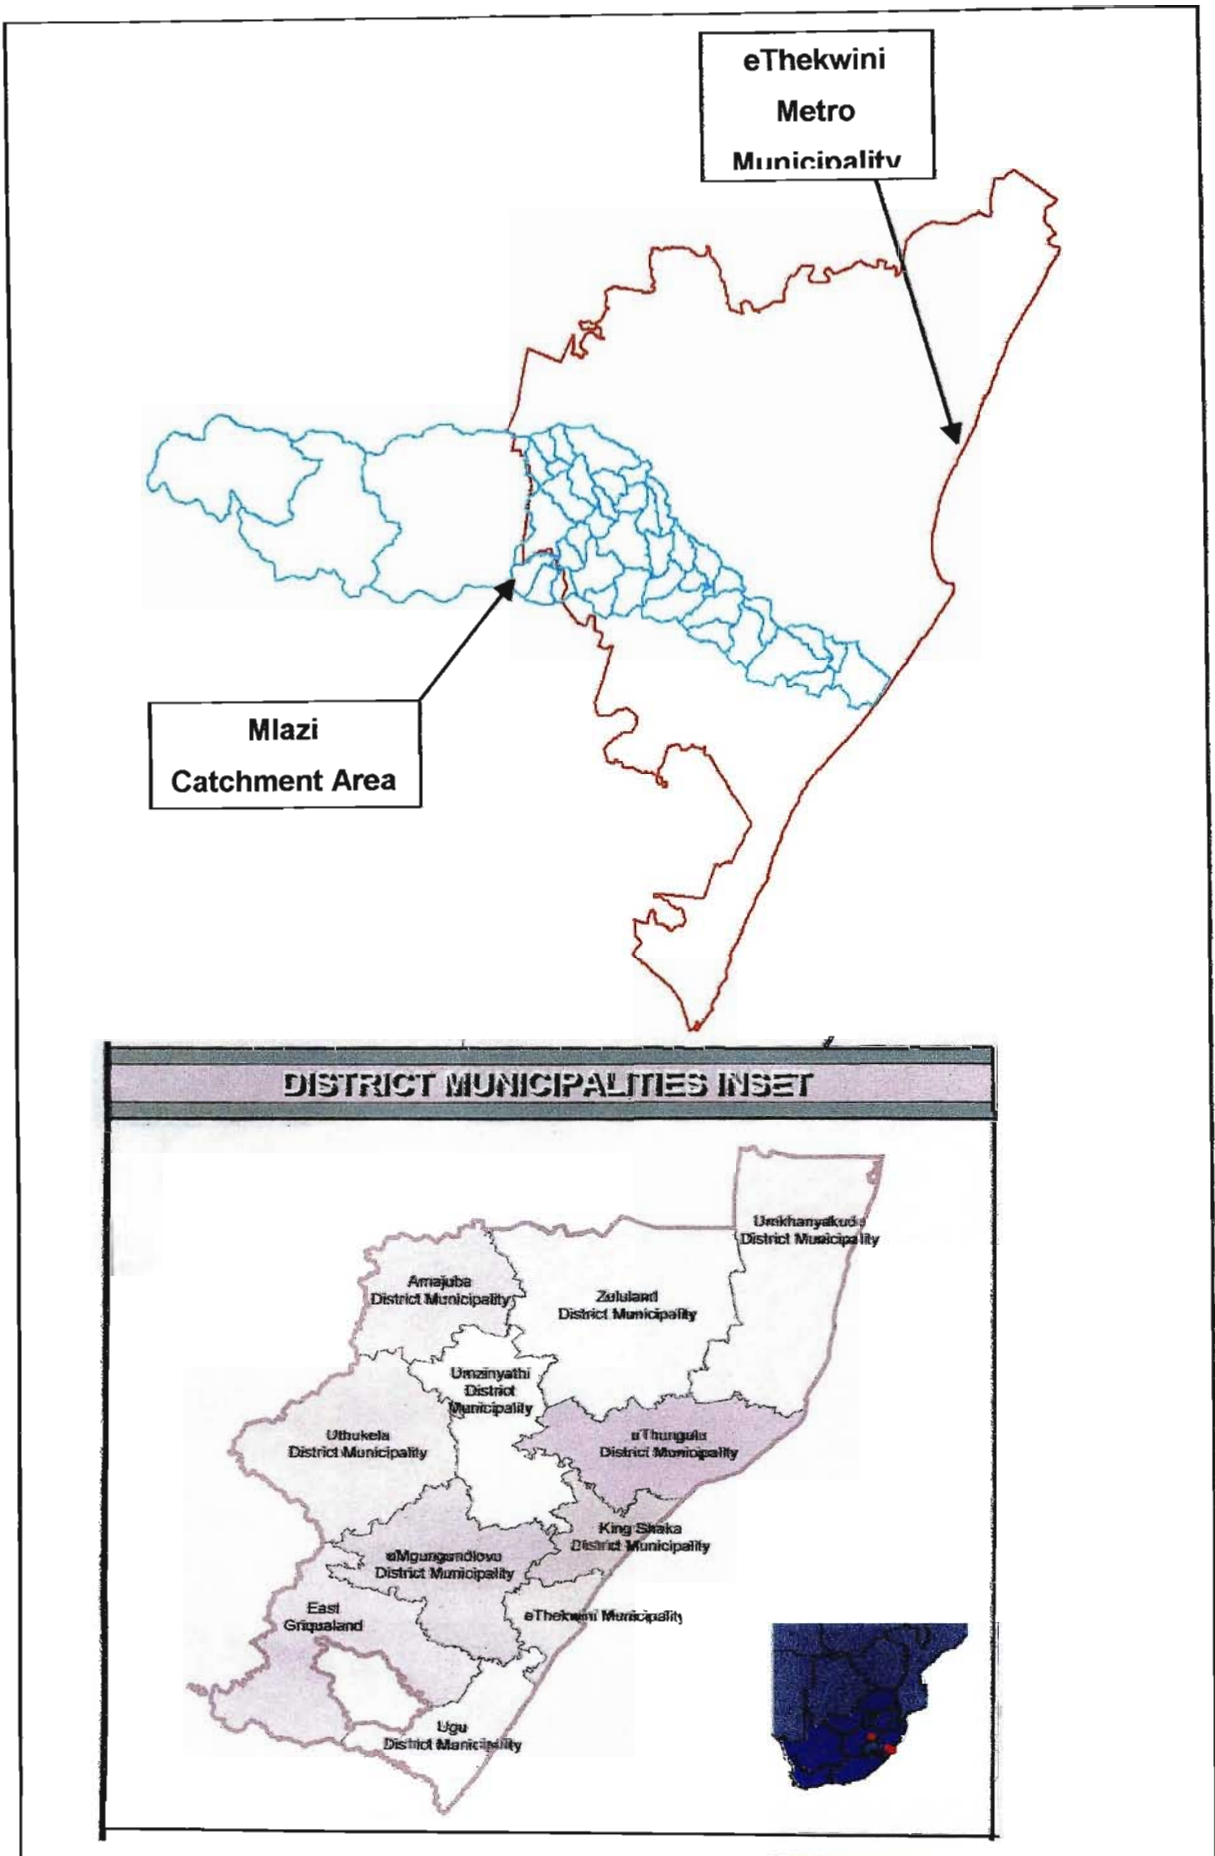 eThekwini
Metro
Municipality
Mlazi
Catchment Area
DISTRICT MUNICIPALITIES INSET
Umkhanyakude
District Municipality
Amajuba
District Municipality
Zululand
District Municipality
Umzinyathi
District
Municipality
Uthukela
District Municipality
uThungulu
District Municipality
King Shaka
District Municipality
uMgungundlovu
District Municipality
eThekwini Municipality
East
Griqualand
Ugu
District Municipality